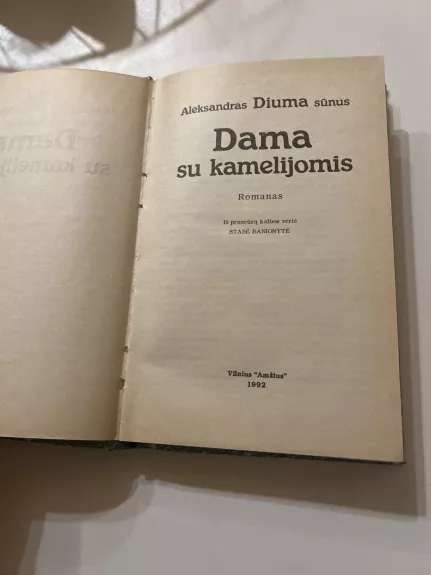 Aleksandras Diuma sūnus
Dama
su kamelijomis
Romanas
Iš prancūzų kalbos vertė
STASĖ BANIONYTĖ
Vilnius "Amžius"
1992